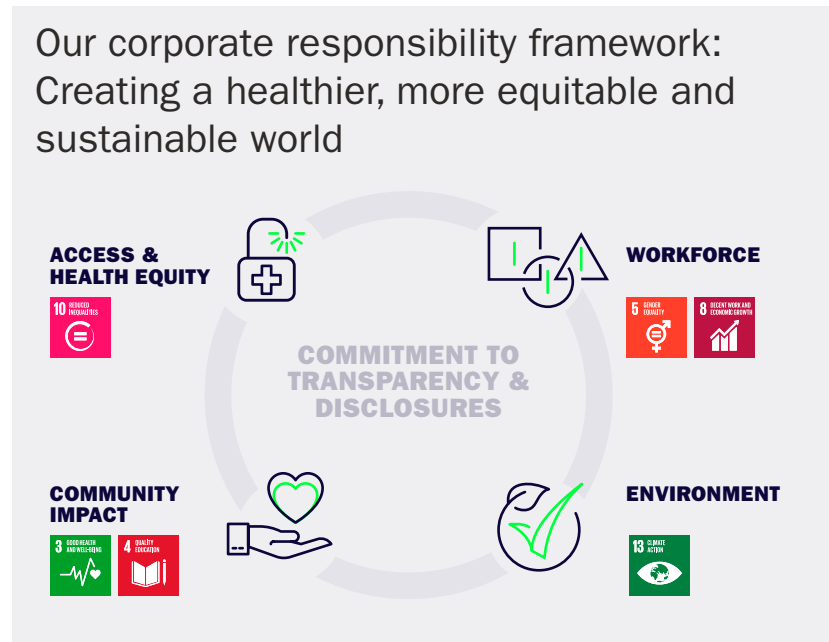 Our corporate responsibility framework:
Creating a healthier, more equitable and
sustainable world
ACCESS &
HEALTH EQUITY
10 REDUCED
INEQUALITIES
WORKFORCE
5 GENDER
EQUALITY
8 DECENT WORK AND
ECONOMIC GROWTH
COMMITMENT TO
TRANSPARENCY &
DISCLOSURES
COMMUNITY
IMPACT
3 GOOD HEALTH
AND WELL-BEING
4 QUALITY
EDUCATION
ENVIRONMENT
13 CLIMATE
ACTION